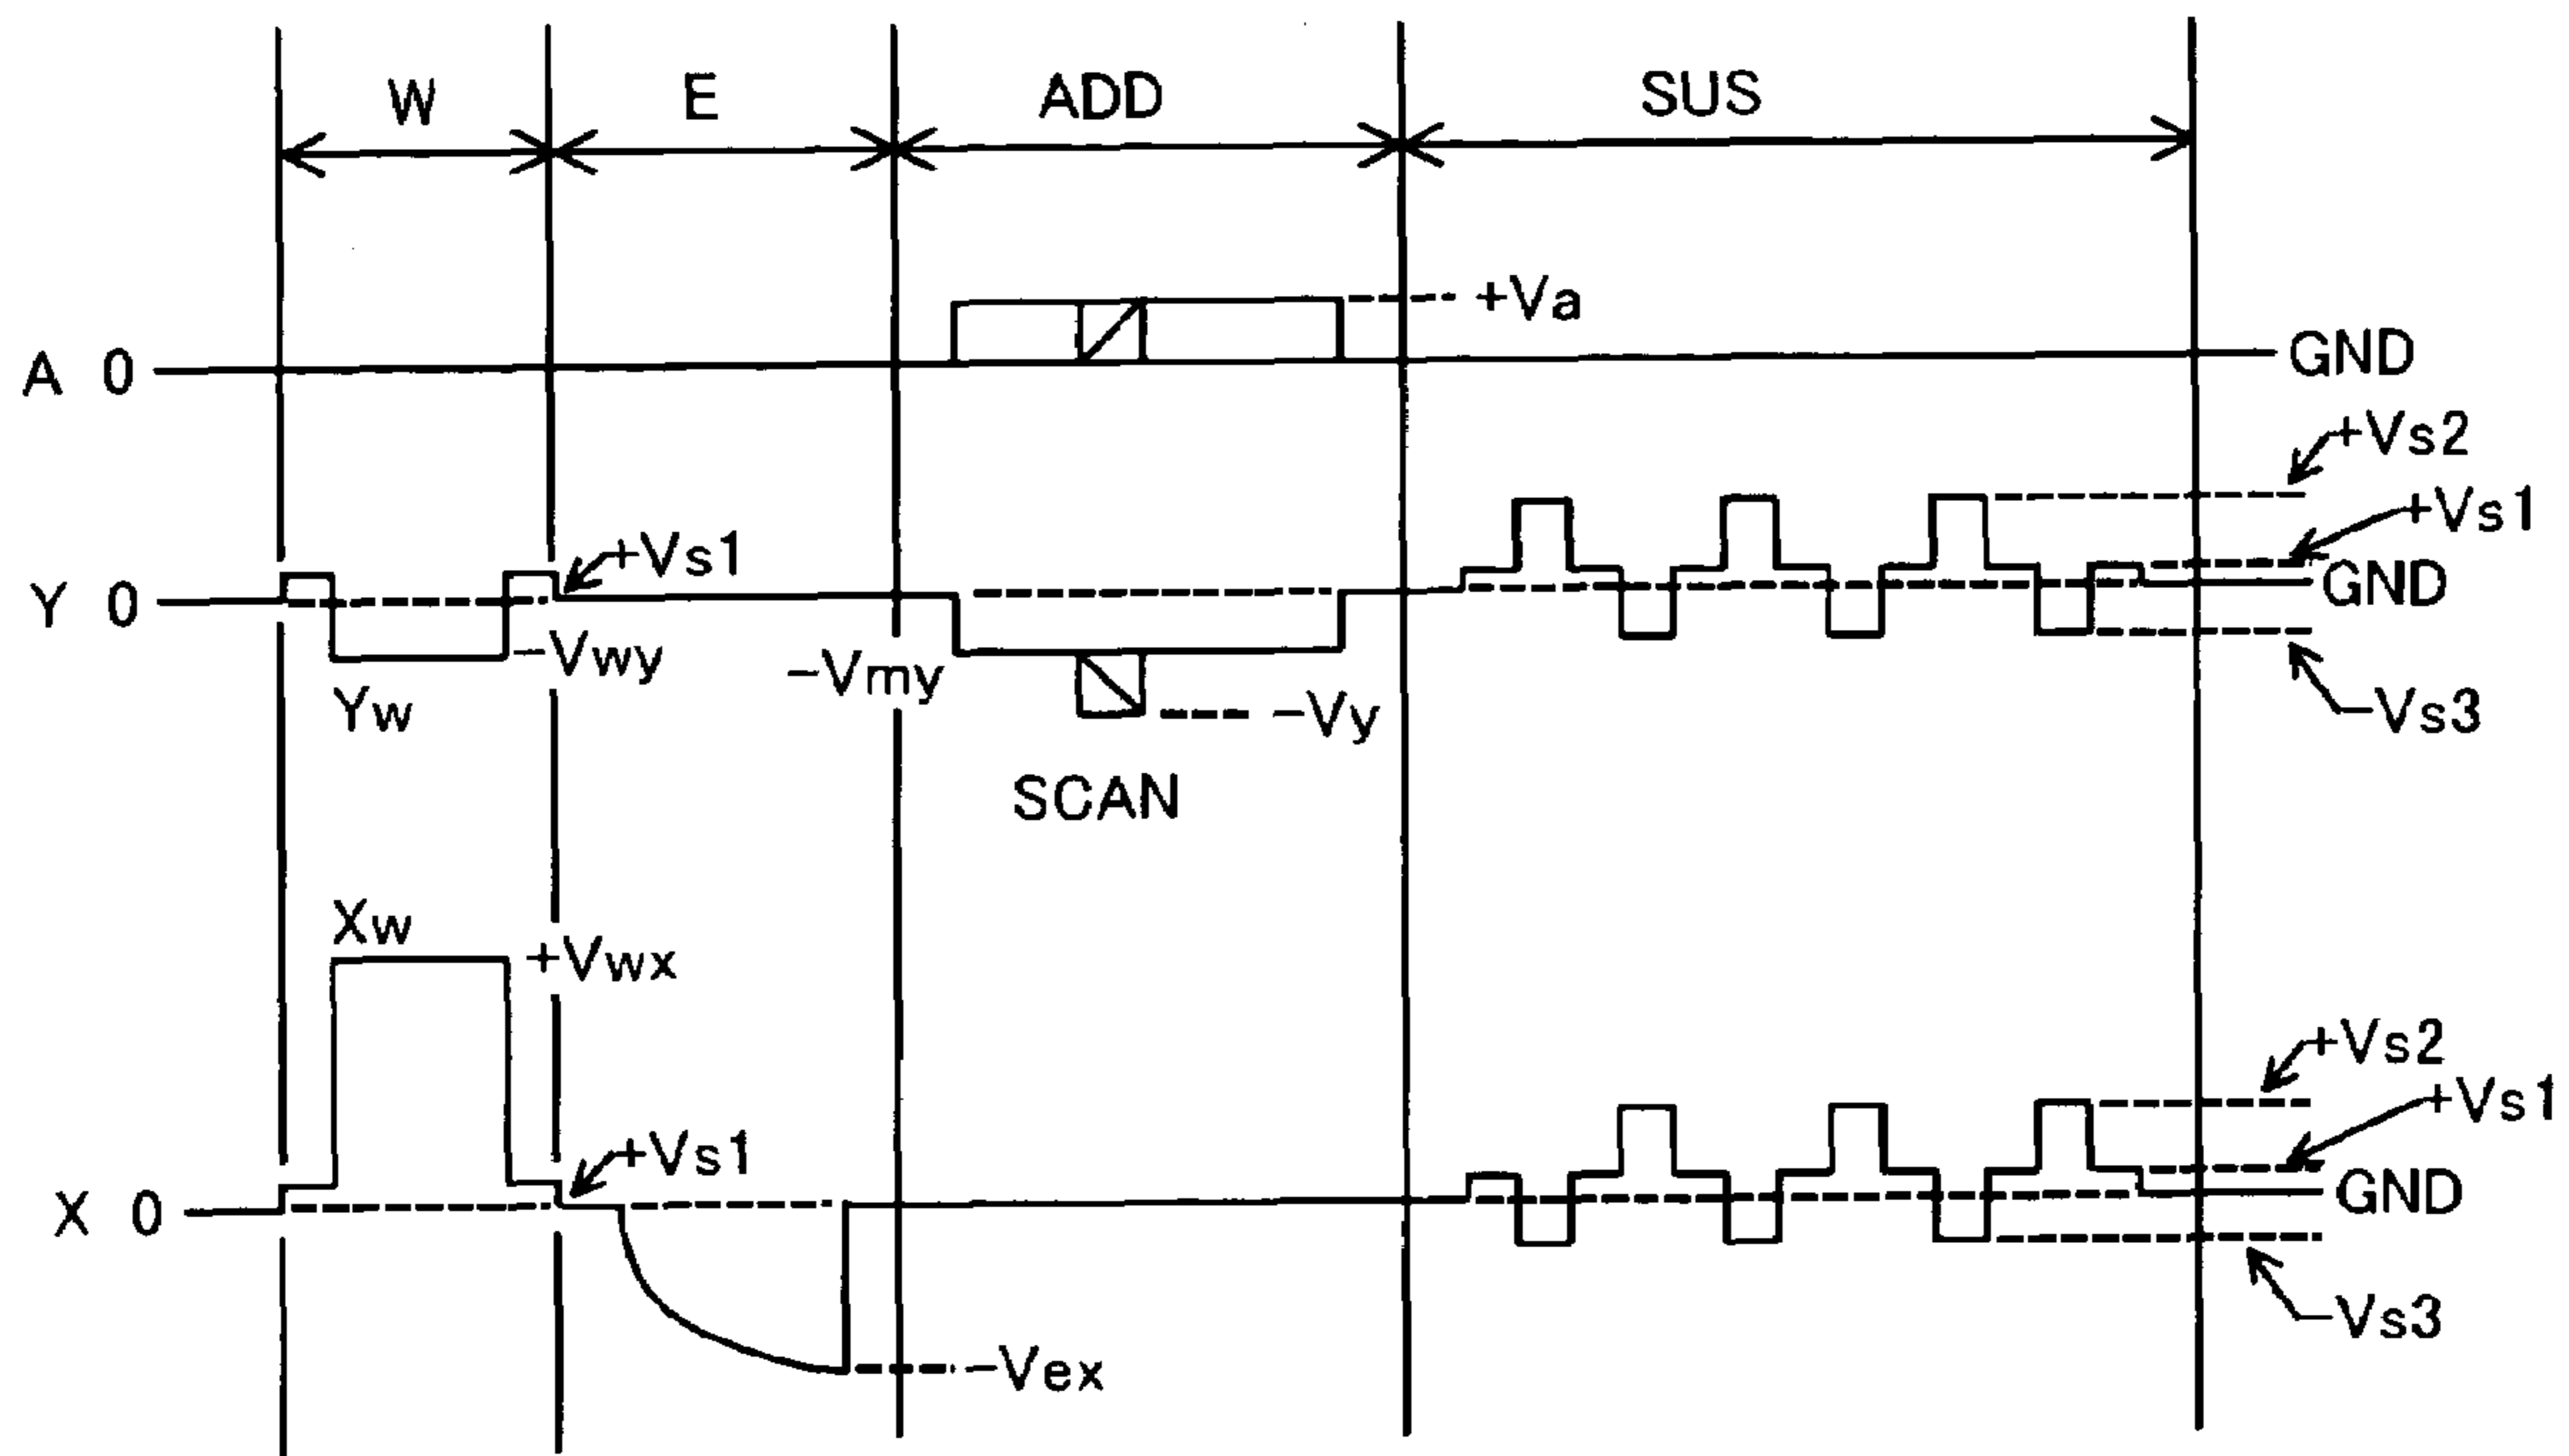 W E ADD SUS
+Va
A 0 GND
+Vs2
+Vs1
+Vs1
Y 0 GND
-Vwy
-Vmy
Yw
-Vy
-Vs3
SCAN
Xw
+Vwx
+Vs2
+Vs1
+Vs1
X 0 GND
-Vs3
-Vex